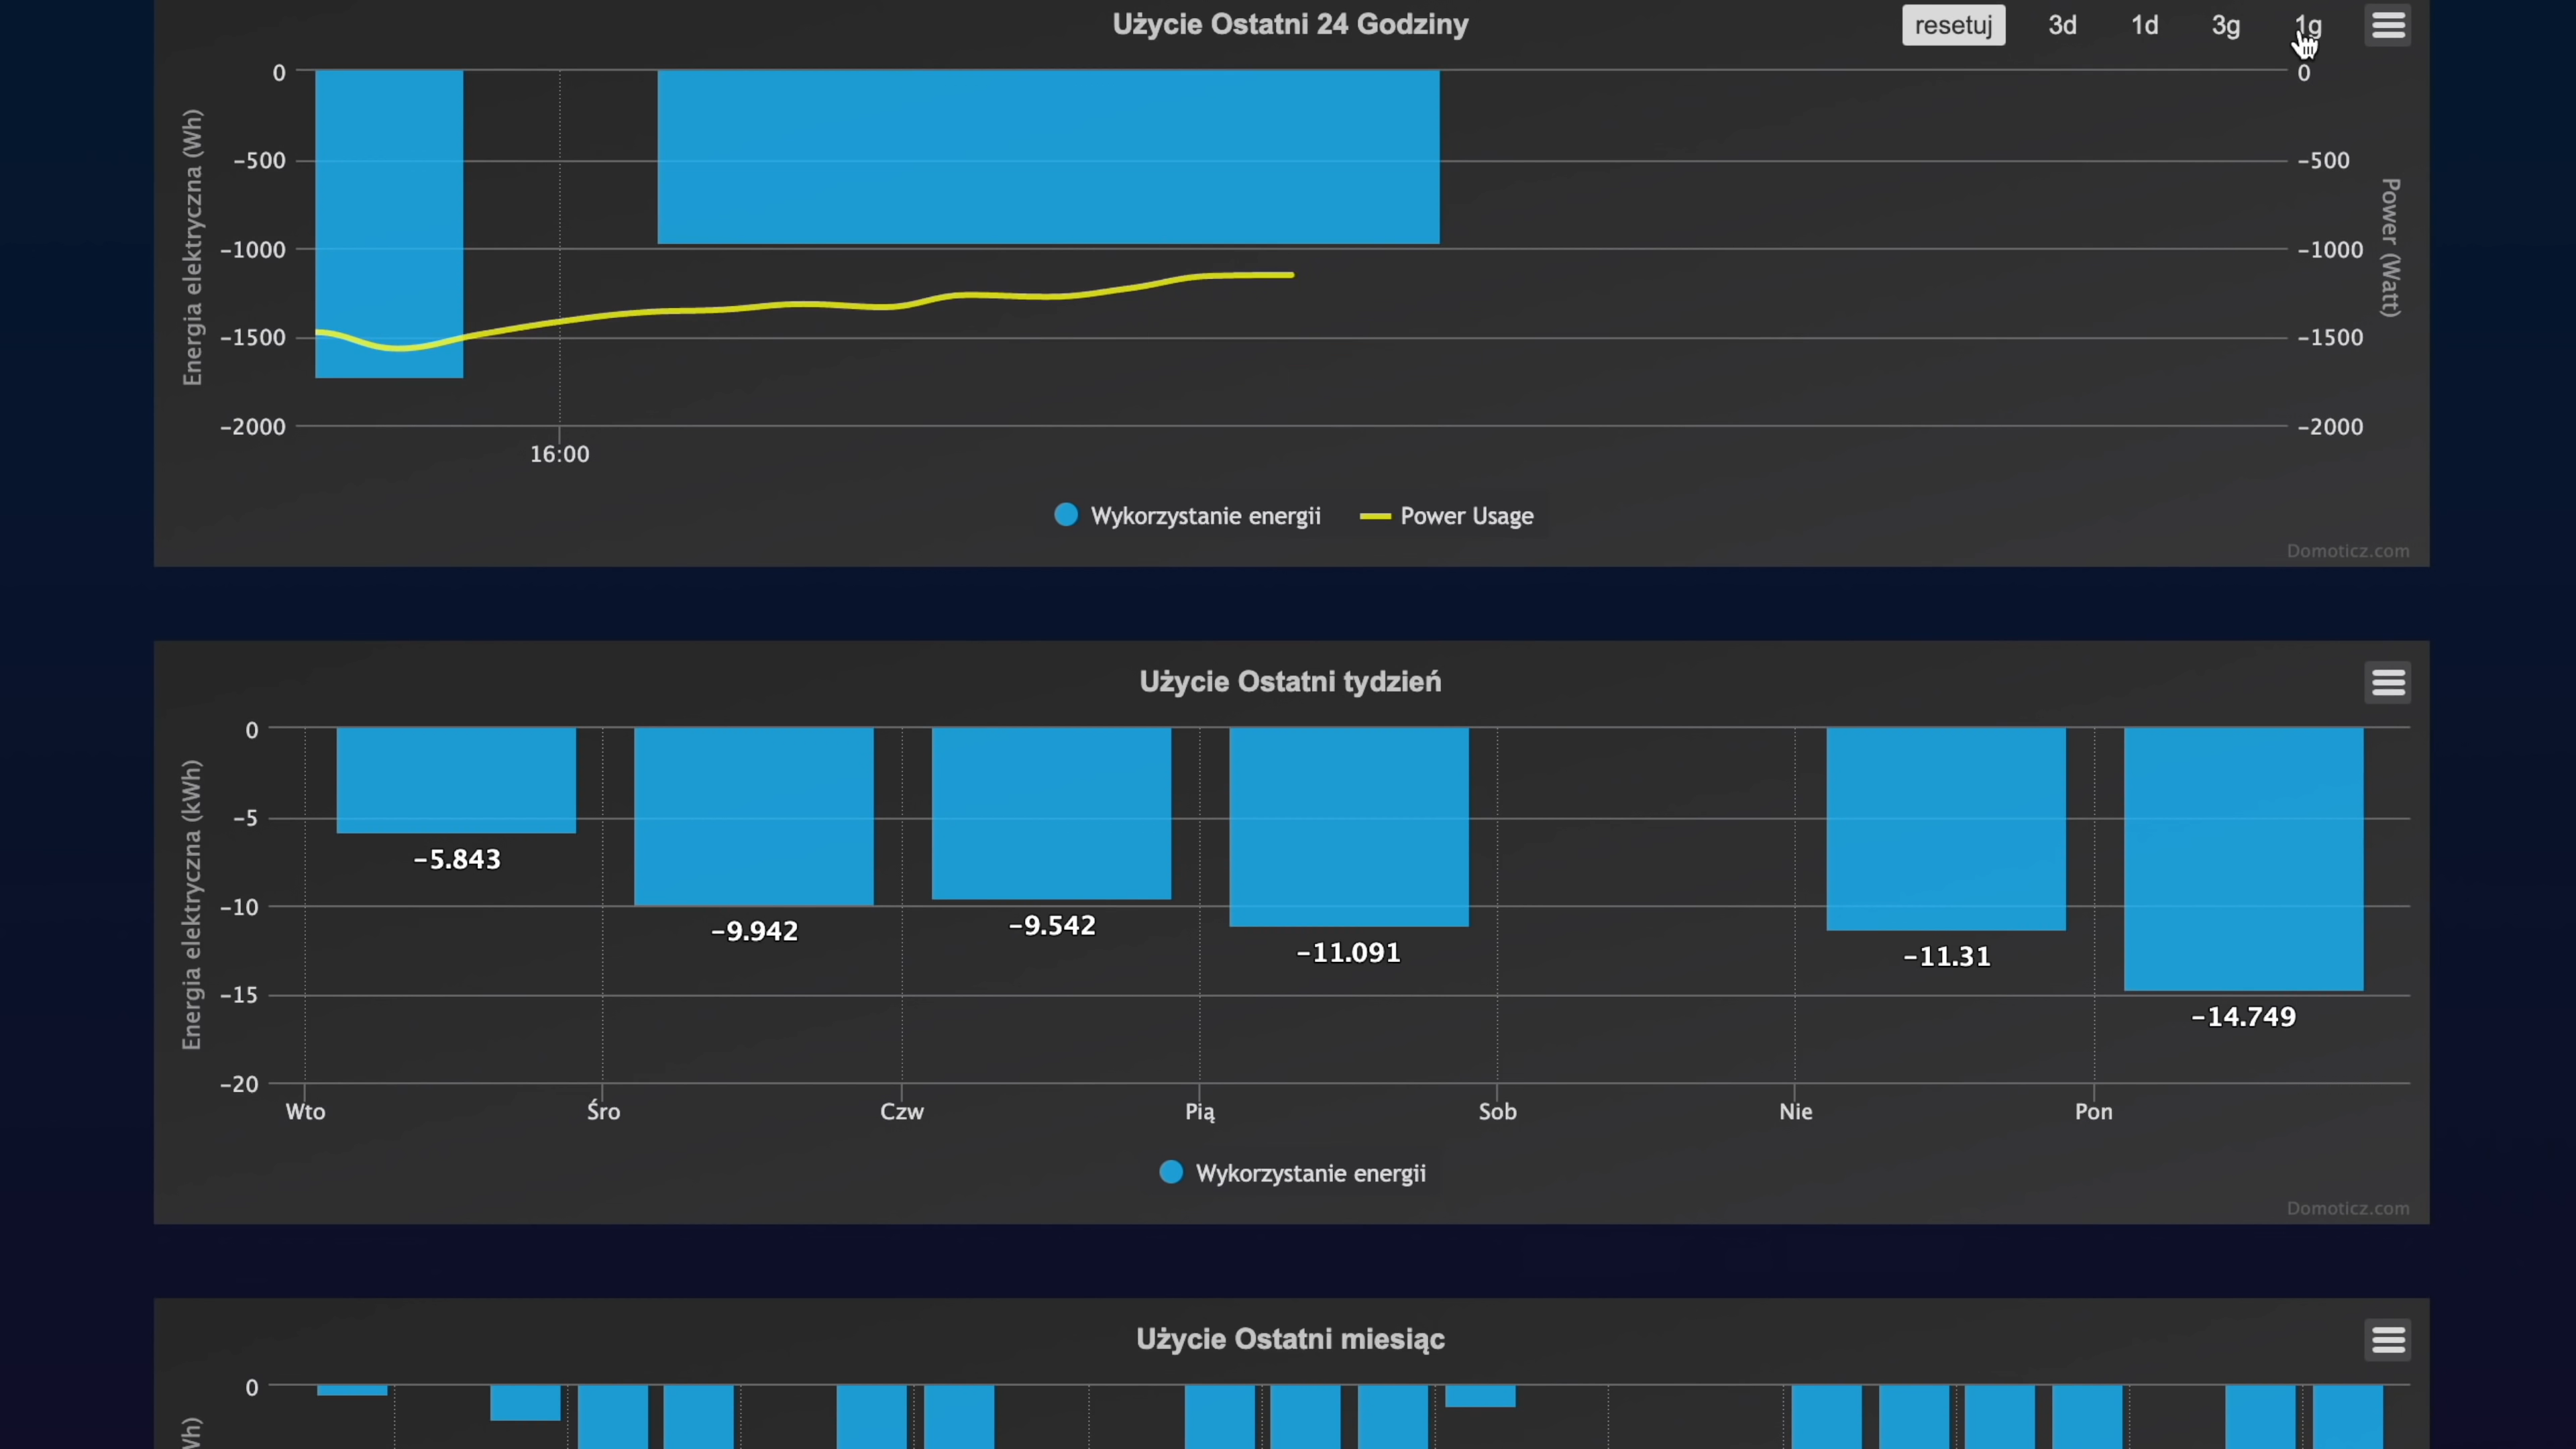 Użycie Ostatni 24 Godziny
resetuj 3d 1d 3g 1g
Energia elektryczna (Wh)
0
−500
−1000
−1500
−2000
0
−500
−1000
−1500
−2000
Power (Watt)
16:00
Wykorzystanie energii Power Usage
Domoticz.com
Użycie Ostatni tydzień
Energia elektryczna (kWh)
0
−5
−10
−15
−20
−5.843
−9.942
−9.542
−11.091
−11.31
−14.749
Wto Śro Czw Pią Sob Nie Pon
Wykorzystanie energii
Domoticz.com
Użycie Ostatni miesiąc
0